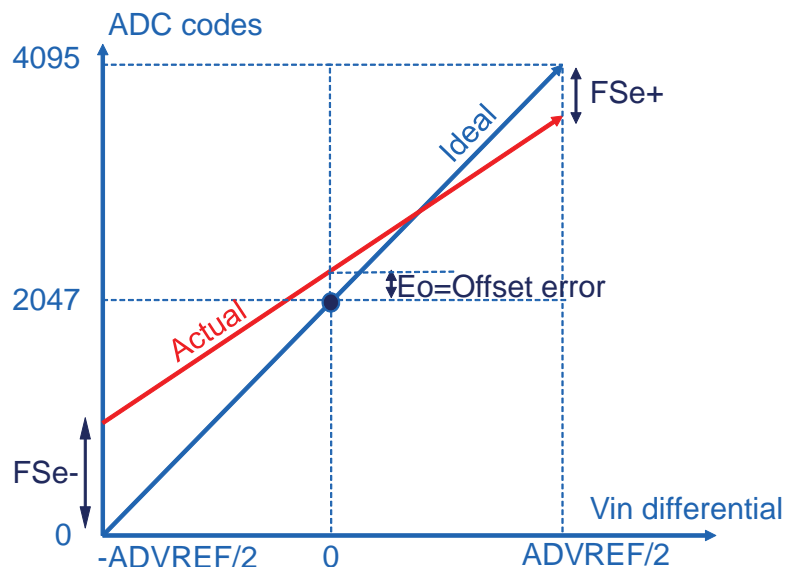 ADC codes
4095
FSe+
Ideal
Eo=Offset error
2047
Actual
FSe-
Vin differential
0
-ADVREF/2
0
ADVREF/2